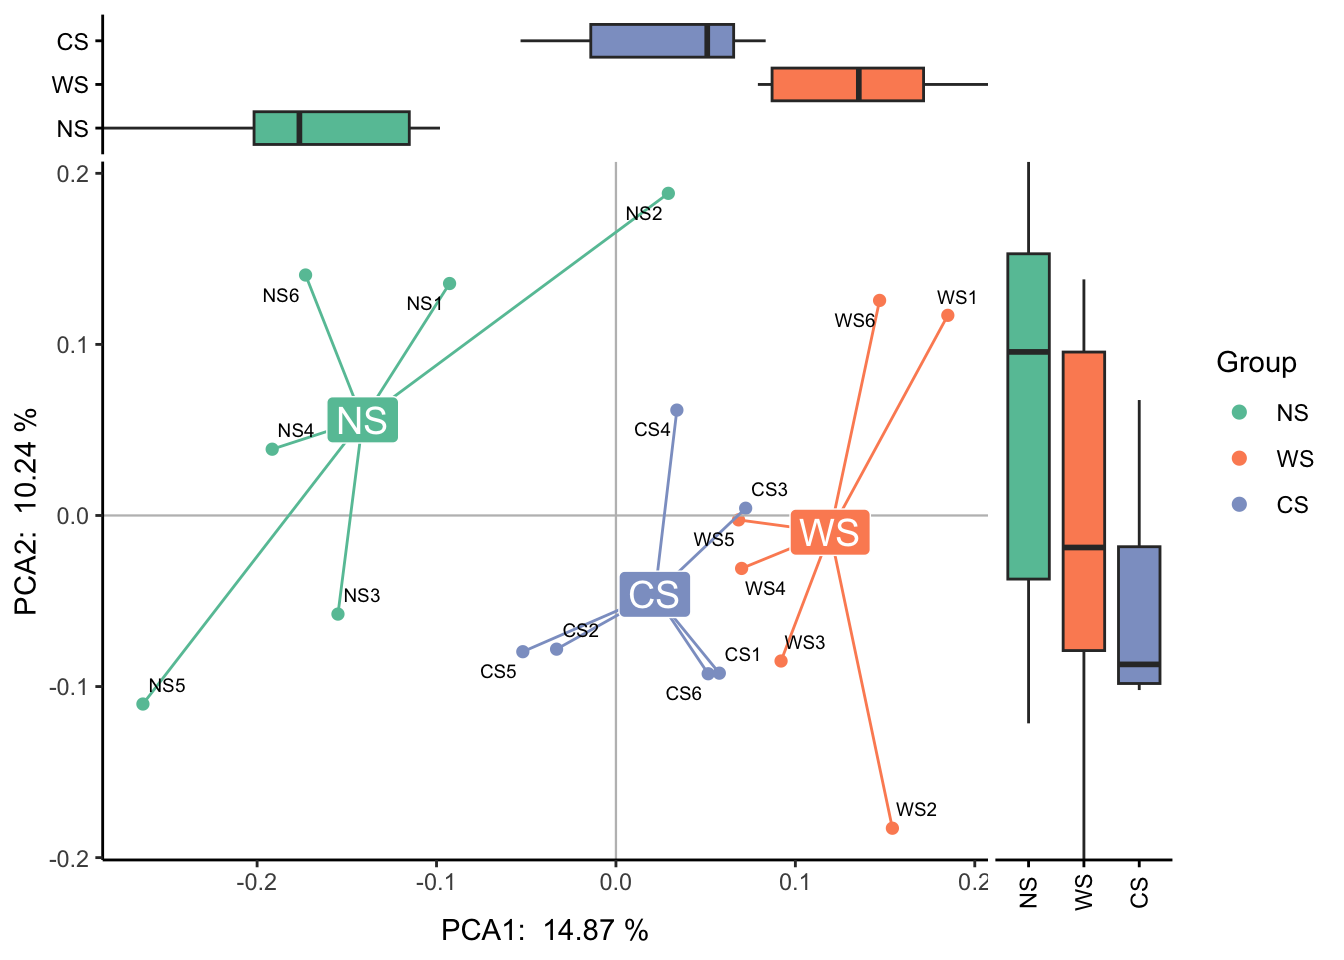 CS
WS
NS
0.2
NS2
NS6
NS1
WS1
WS6
0.1
Group
NS
NS
NS4
CS4
WS
CS3
CS
0.0
WS
WS5
WS4
CS
NS3
CS2
WS3
CS1
CS5
NS5
CS6
-0.1
WS2
-0.2
-0.2
-0.1
0.0
0.1
0.2
NS
WS
CS
PCA1: 14.87 %
PCA2: 10.24 %